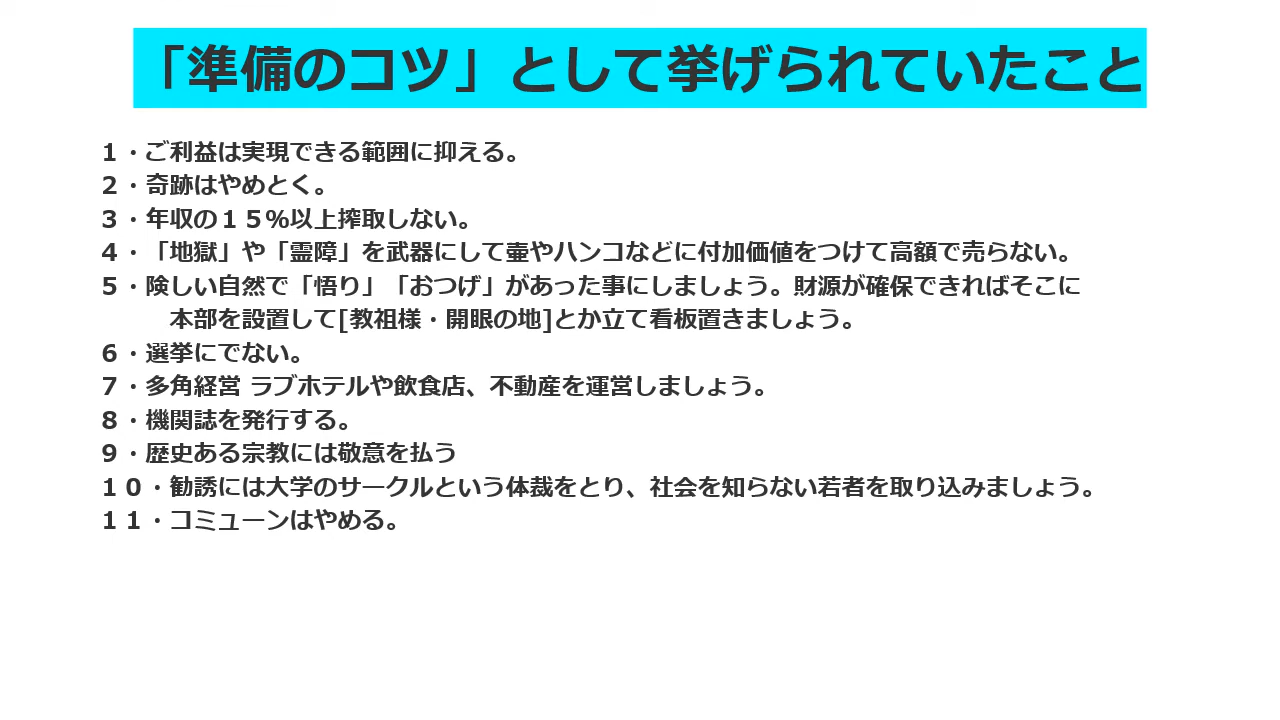 「準備のコツ」として挙げられていたこと
１・ご利益は実現できる範囲に抑える。
２・奇跡はやめとく。
３・年収の１５％以上搾取しない。
４・「地獄」や「霊障」を武器にして壷やハンコなどに付加価値をつけて高額で売らない。
５・険しい自然で「悟り」「おつげ」があった事にしましょう。財源が確保できればそこに
本部を設置して[教祖様・開眼の地]とか立て看板置きましょう。
６・選挙にでない。
７・多角経営 ラブホテルや飲食店、不動産を運営しましょう。
８・機関誌を発行する。
９・歴史ある宗教には敬意を払う
１０・勧誘には大学のサークルという体裁をとり、社会を知らない若者を取り込みましょう。
１１・コミューンはやめる。